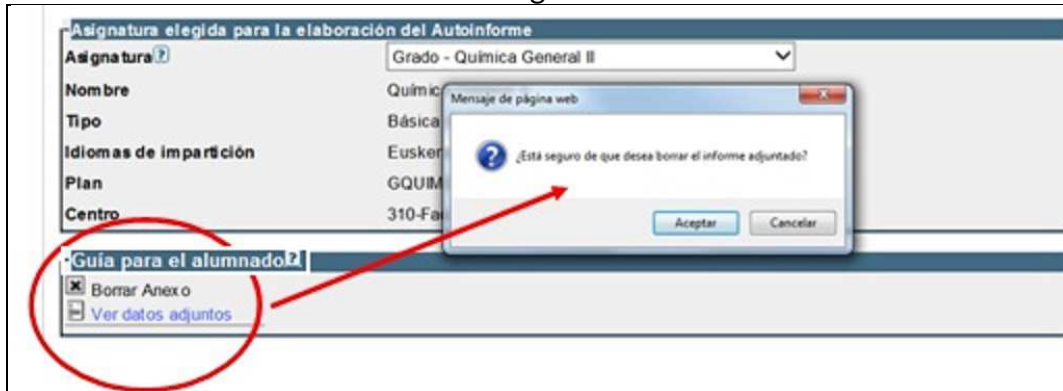 Asignatura elegida para la elaboración del Autoinforme
Asignatura ? Grado - Química General II
Nombre Químic
Tipo Básica
Idiomas de impartición Eusker
Plan GQUIM
Centro 310-Fa
Mensaje de página web
¿Está seguro de que desea borrar el informe adjuntado?
Aceptar Cancelar
Guía para el alumnado ?
Borrar Anexo
Ver datos adjuntos